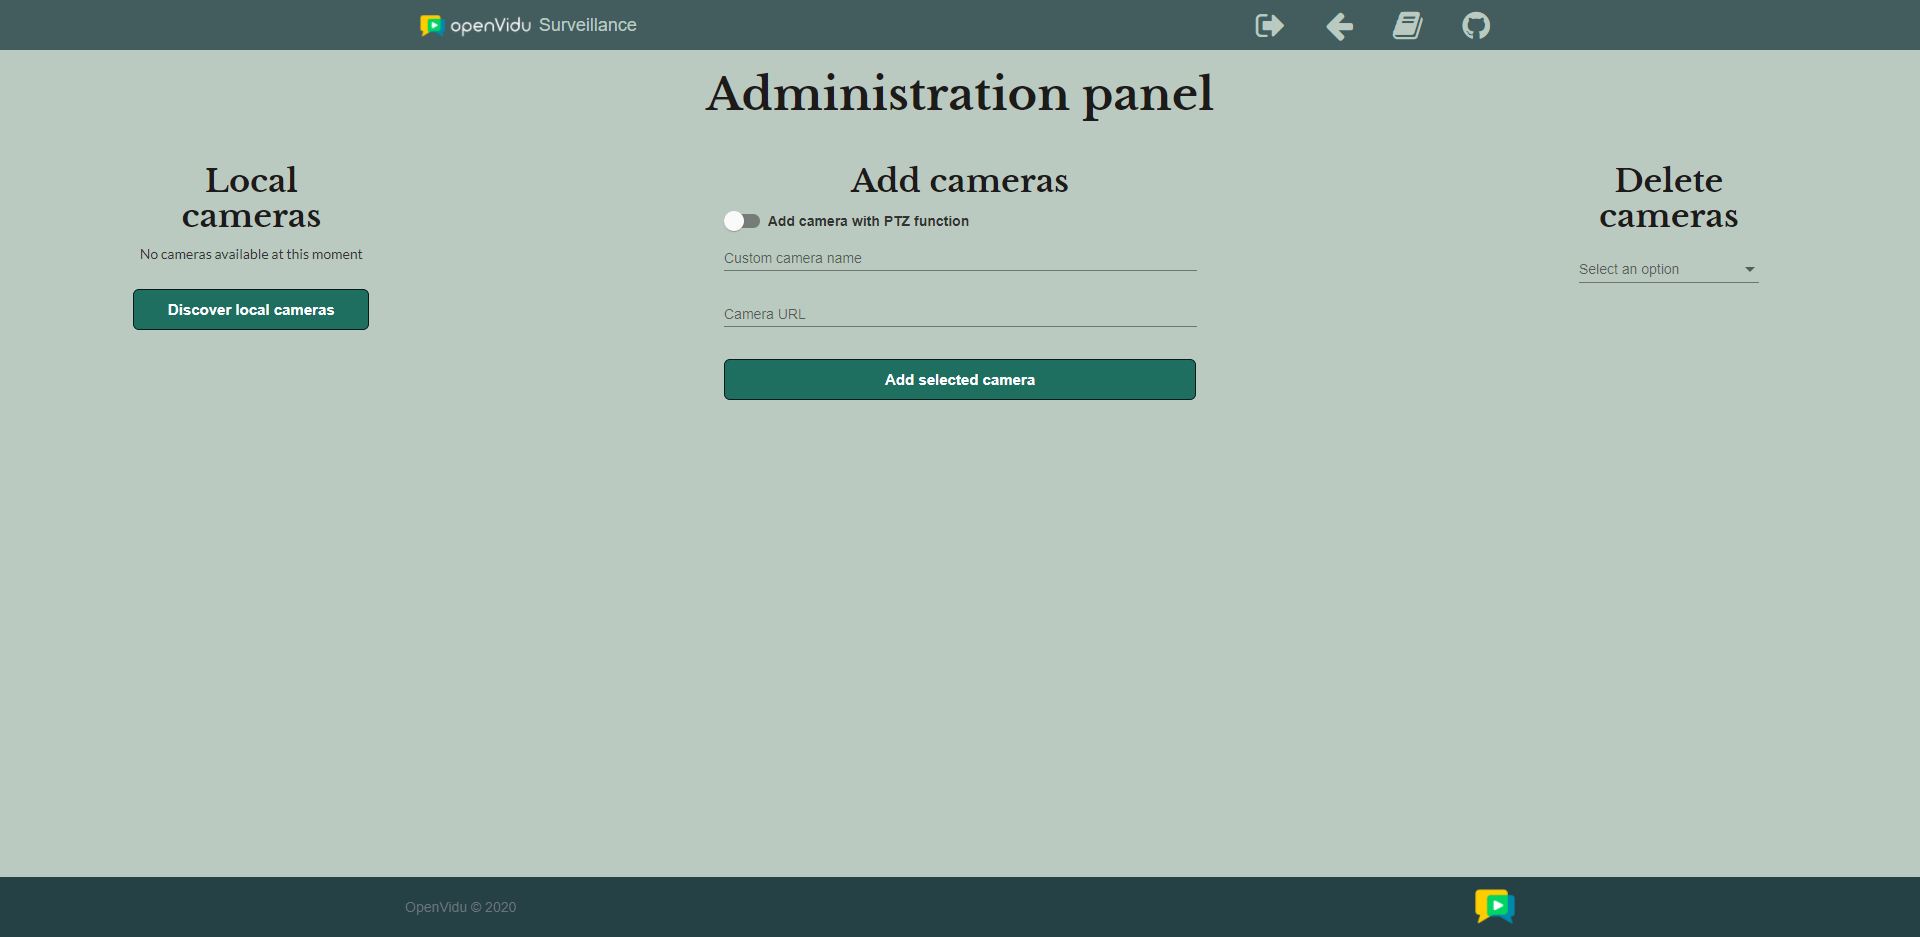 openVidu Surveillance
Administration panel
Local
cameras
No cameras available at this moment
Discover local cameras
Add cameras
Add camera with PTZ function
Custom camera name
Camera URL
Add selected camera
Delete
cameras
Select an option
OpenVidu © 2020